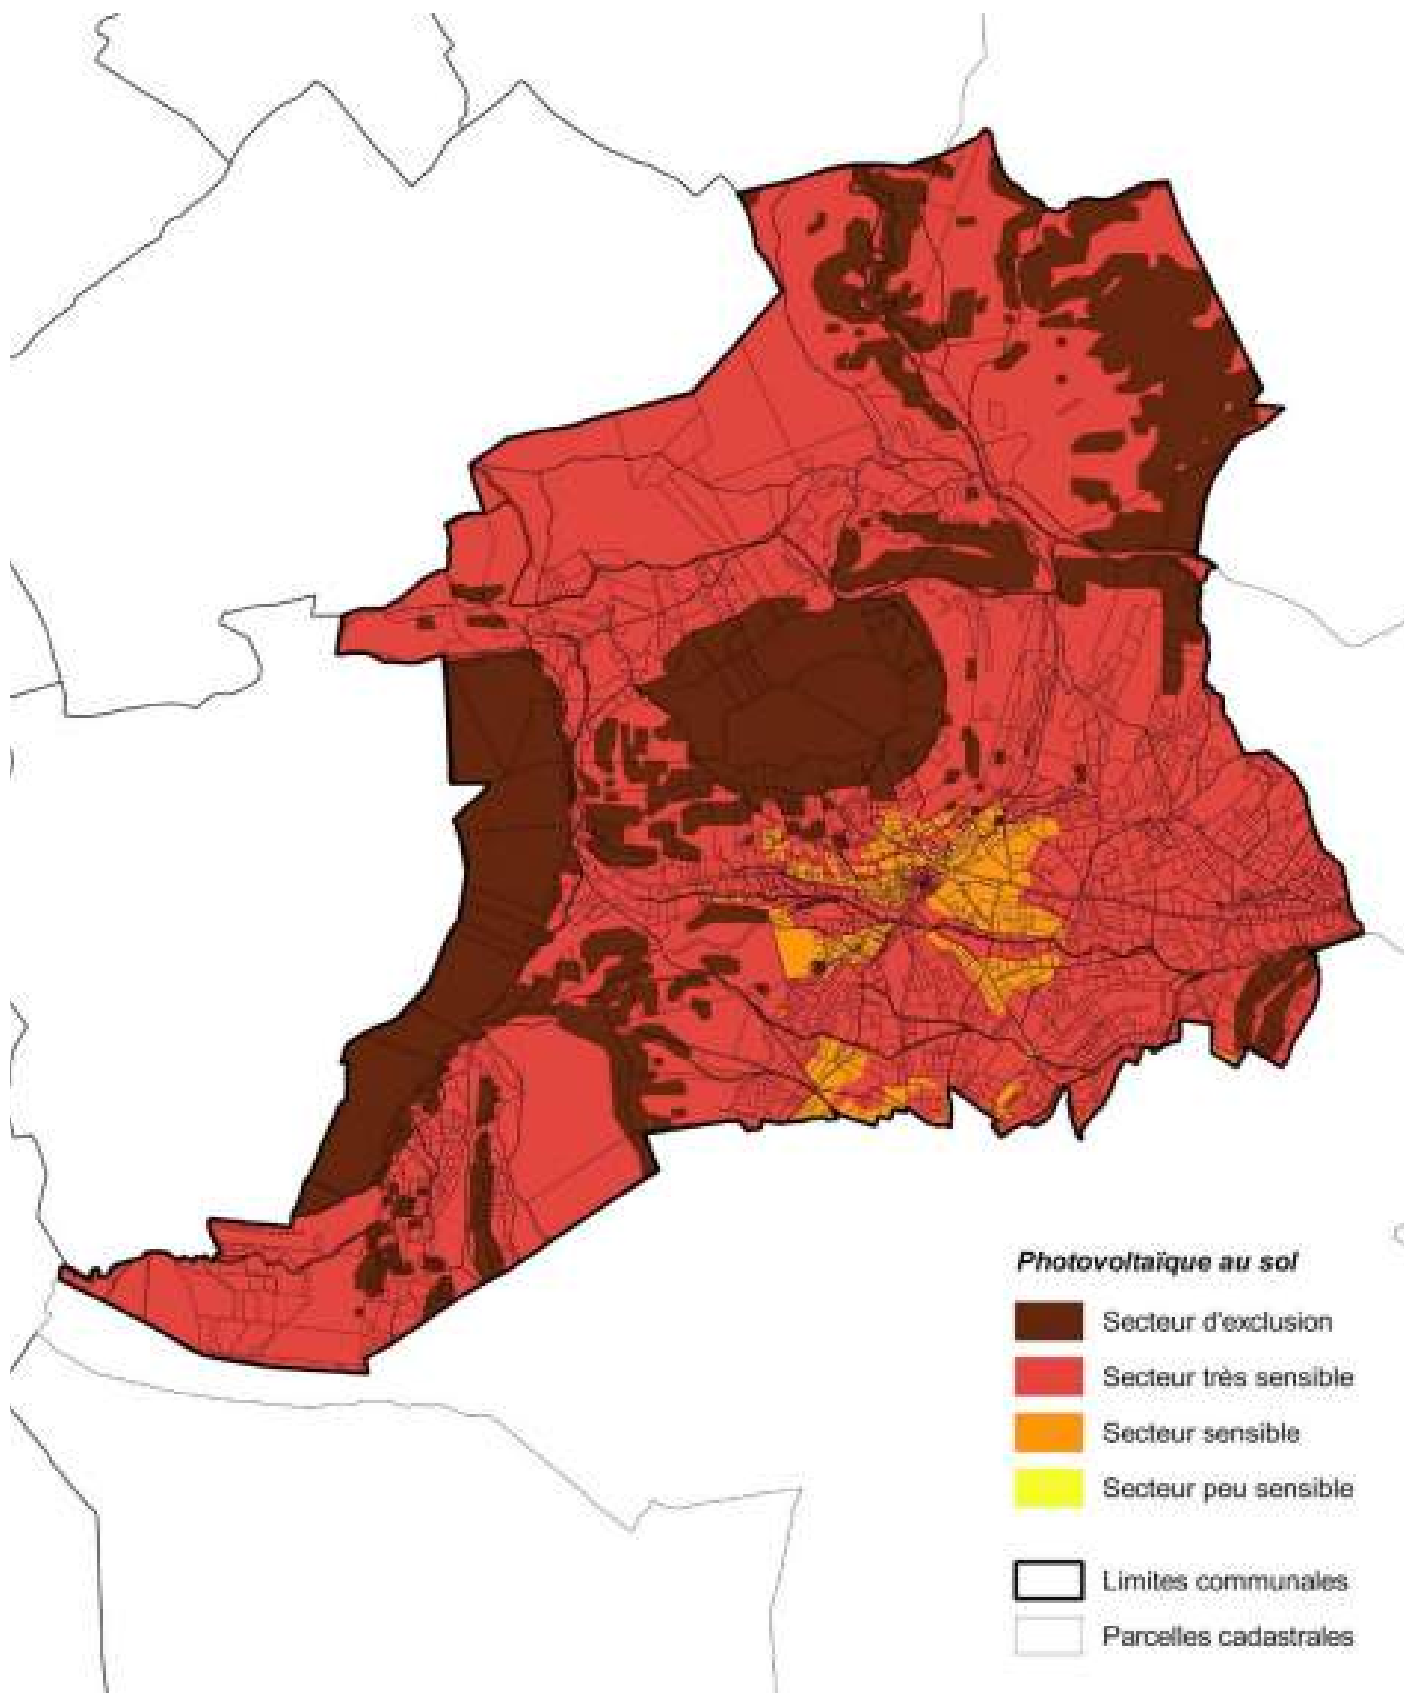 Photovoltaïque au sol
Secteur d'exclusion
Secteur très sensible
Secteur sensible
Secteur peu sensible
Limites communales
Parcelles cadastrales